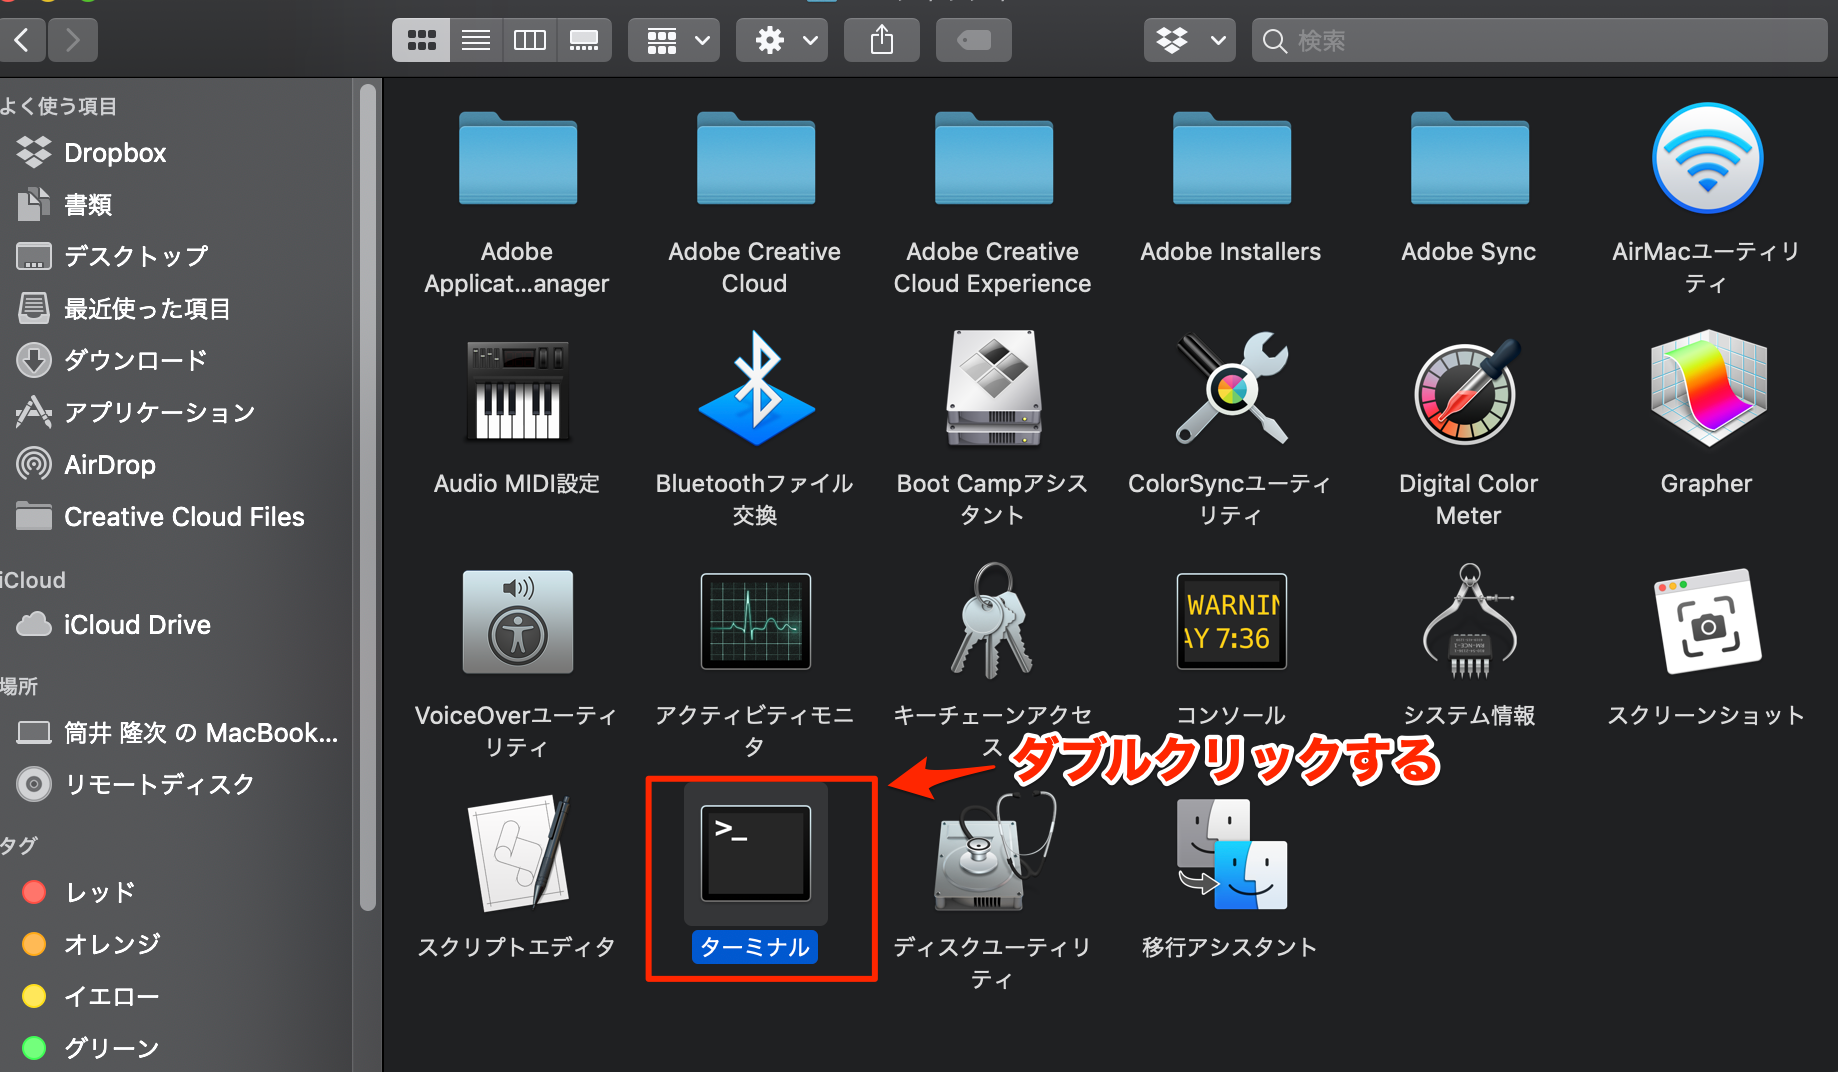 検索
よく使う項目
Dropbox
書類
デスクトップ
最近使った項目
ダウンロード
アプリケーション
AirDrop
Creative Cloud Files
iCloud
iCloud Drive
場所
筒井 隆次 の MacBook...
リモートディスク
タグ
レッド
オレンジ
イエロー
グリーン
Adobe
Applicat...anager
Adobe Creative
Cloud
Adobe Creative
Cloud Experience
Adobe Installers
Adobe Sync
AirMacユーティリ
ティ
Audio MIDI設定
Bluetoothファイル
交換
Boot Campアシス
タント
ColorSyncユーティ
リティ
Digital Color
Meter
Grapher
VoiceOverユーティ
リティ
アクティビティモニ
タ
キーチェーンアクセ
ス
WARNIN
AY 7:36
コンソール
システム情報
スクリーンショット
ダブルクリックする
スクリプトエディタ
>_
ターミナル
ディスクユーティリ
ティ
移行アシスタント